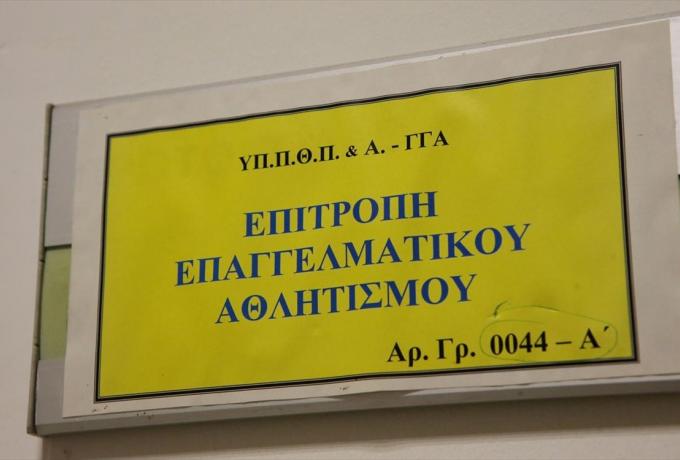 ΥΠ.Π.Θ.Π. & Α. - ΓΓΑ
ΕΠΙΤΡΟΠΗ
ΕΠΑΓΓΕΛΜΑΤΙΚΟΥ
ΑΘΛΗΤΙΣΜΟΥ
Αρ. Γρ. 0044 – Α΄